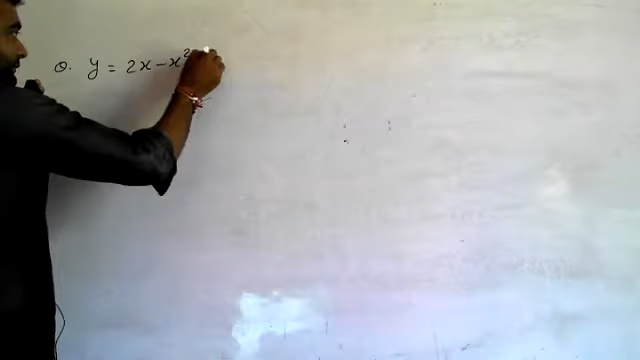 Q. y = 2x - x²